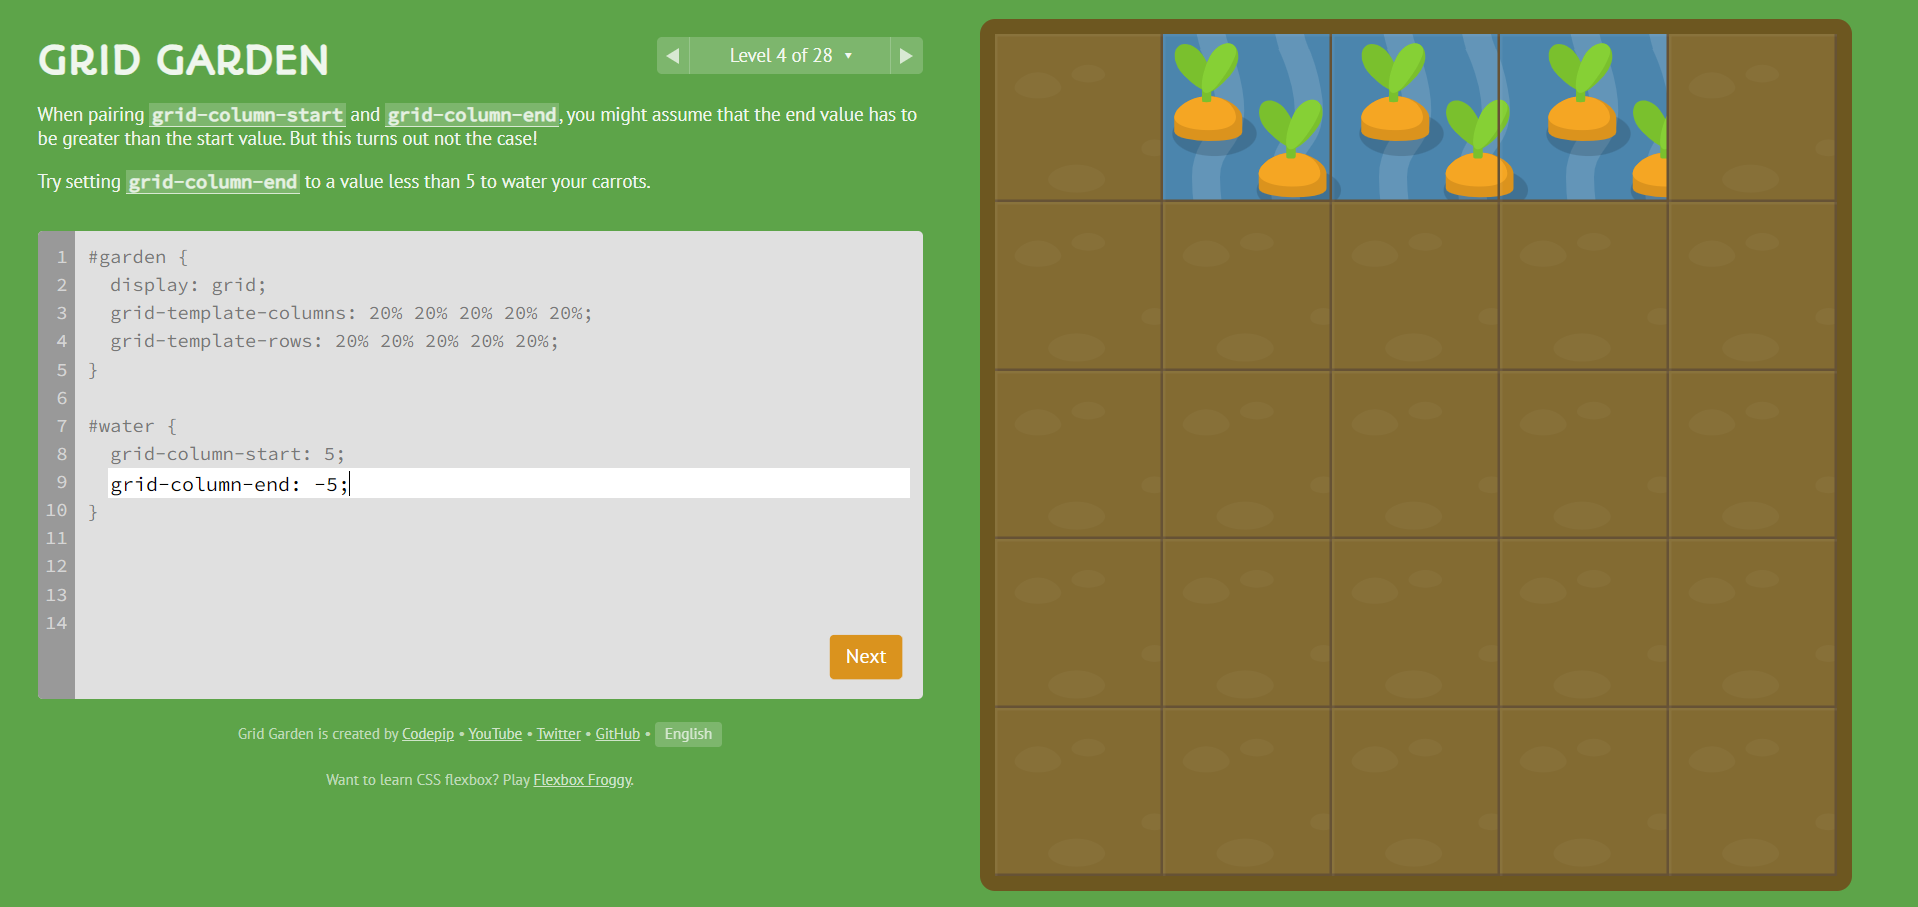 GRID GARDEN
◀ Level 4 of 28 ▾ ▶
When pairing grid-column-start and grid-column-end, you might assume that the end value has to
be greater than the start value. But this turns out not the case!
Try setting grid-column-end to a value less than 5 to water your carrots.
1 #garden {
2 display: grid;
3 grid-template-columns: 20% 20% 20% 20% 20%;
4 grid-template-rows: 20% 20% 20% 20% 20%;
5 }
6
7 #water {
8 grid-column-start: 5;
9 grid-column-end: -5;
10 }
11
12
13
14
Next
Grid Garden is created by Codepip • YouTube • Twitter • GitHub • English
Want to learn CSS flexbox? Play Flexbox Froggy.